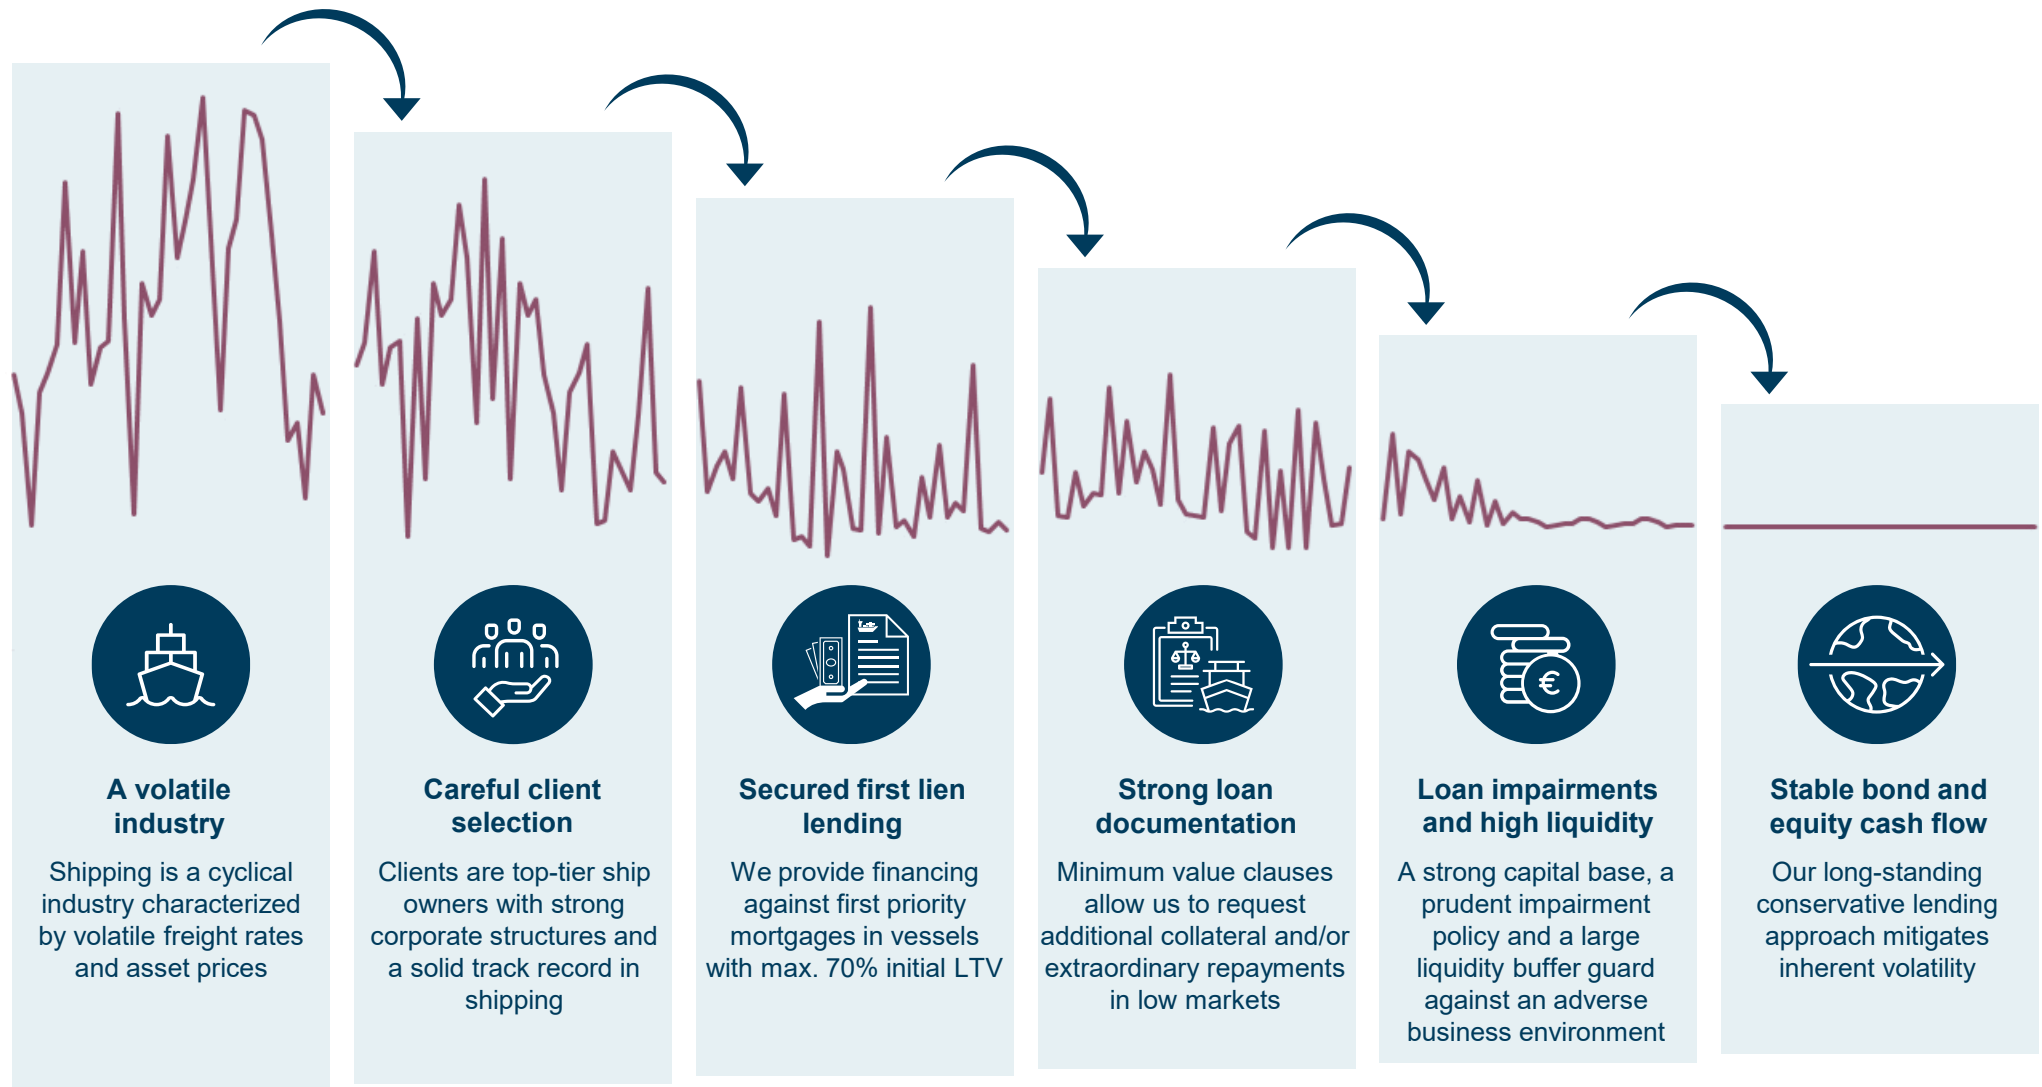 A volatile
industry
Shipping is a cyclical
industry characterized
by volatile freight rates
and asset prices
Careful client
selection
Clients are top-tier ship
owners with strong
corporate structures and
a solid track record in
shipping
Secured first lien
lending
We provide financing
against first priority
mortgages in vessels
with max. 70% initial LTV
Strong loan
documentation
Minimum value clauses
allow us to request
additional collateral and/or
extraordinary repayments
in low markets
€
Loan impairments
and high liquidity
A strong capital base, a
prudent impairment
policy and a large
liquidity buffer guard
against an adverse
business environment
Stable bond and
equity cash flow
Our long-standing
conservative lending
approach mitigates
inherent volatility